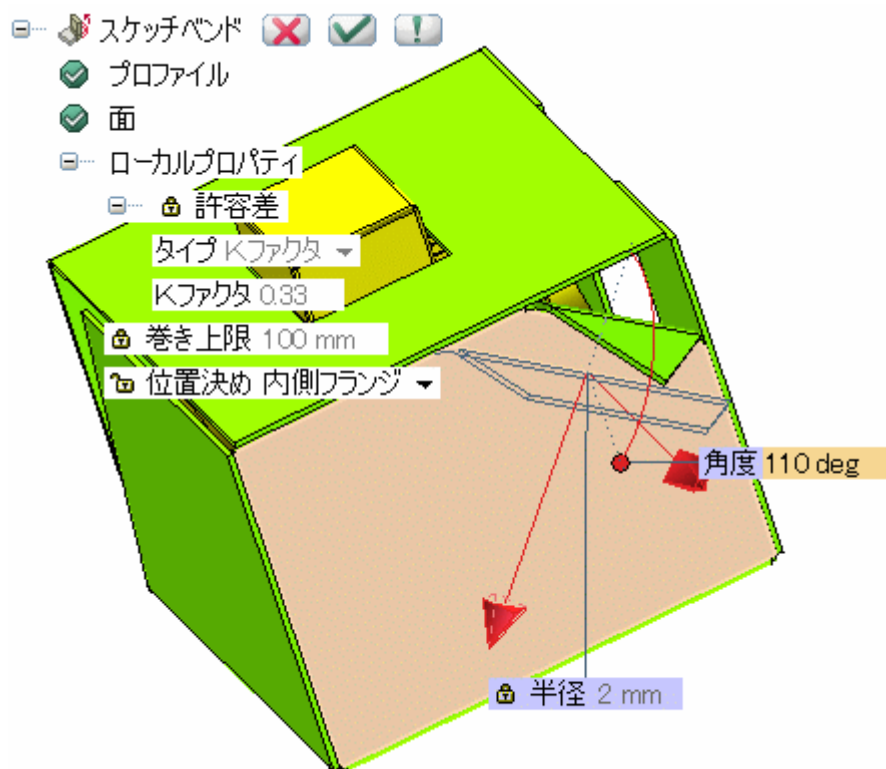 スケッチベンド
プロファイル
面
ローカルプロパティ
許容差
タイプ Kファクタ
Kファクタ 0.33
巻き上限 100 mm
位置決め 内側フランジ
角度 110 deg
半径 2 mm